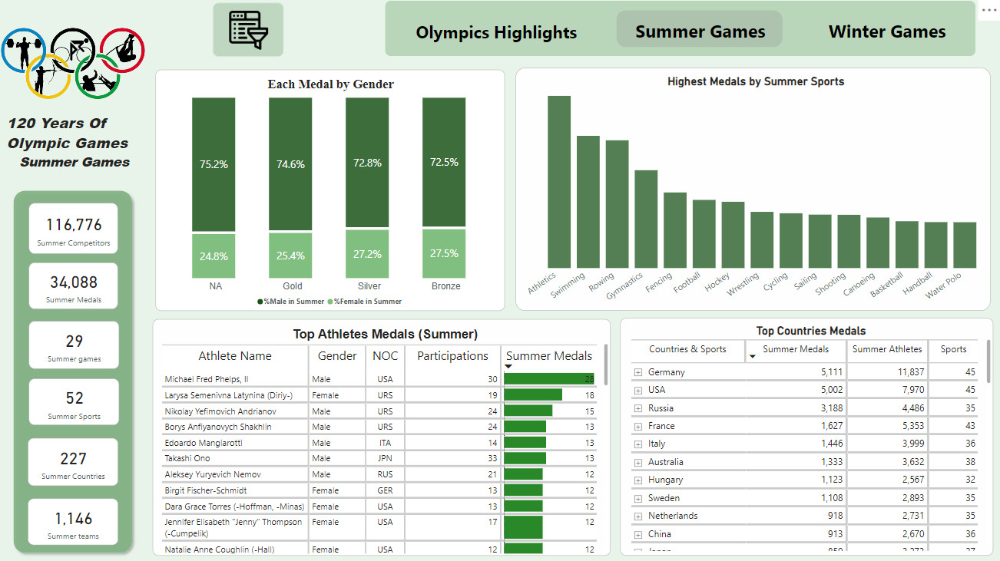 Olympics Highlights
Summer Games
Winter Games
120 Years Of
Olympic Games
Summer Games
116,776
Summer Competitors
34,088
Summer Medals
29
Summer games
52
Summer Sports
227
Summer Countries
1,146
Summer teams
Each Medal by Gender
75.2%
74.6%
72.8%
72.5%
24.8%
25.4%
27.2%
27.5%
NA
Gold
Silver
Bronze
%Male in Summer
%Female in Summer
Highest Medals by Summer Sports
Athletics
Swimming
Rowing
Gymnastics
Fencing
Football
Hockey
Wrestling
Cycling
Sailing
Shooting
Canoeing
Basketball
Handball
Water Polo
Top Athletes Medals (Summer)
Athlete Name Gender NOC Participations Summer Medals
Michael Fred Phelps, II Male USA 30 28
Larysa Semenivna Latynina (Diriy-) Female URS 19 18
Nikolay Yefimovich Andrianov Male URS 24 15
Borys Anfiyanovych Shakhlin Male URS 24 13
Edoardo Mangiarotti Male ITA 14 13
Takashi Ono Male JPN 33 13
Aleksey Yuryevich Nemov Male RUS 21 12
Birgit Fischer-Schmidt Female GER 13 12
Dara Grace Torres (-Hoffman, -Minas) Female USA 13 12
Jennifer Elisabeth "Jenny" Thompson Female USA 17 12
(-Cumpelik)
Natalie Anne Coughlin (-Hall) Female USA 12 12
Top Countries Medals
Countries & Sports Summer Medals Summer Athletes Sports
Germany 5,111 11,837 45
USA 5,002 7,970 45
Russia 3,188 4,486 35
France 1,627 5,353 43
Italy 1,446 3,999 36
Australia 1,333 3,632 38
Hungary 1,123 2,567 32
Sweden 1,108 2,893 35
Netherlands 918 2,731 35
China 913 2,670 36